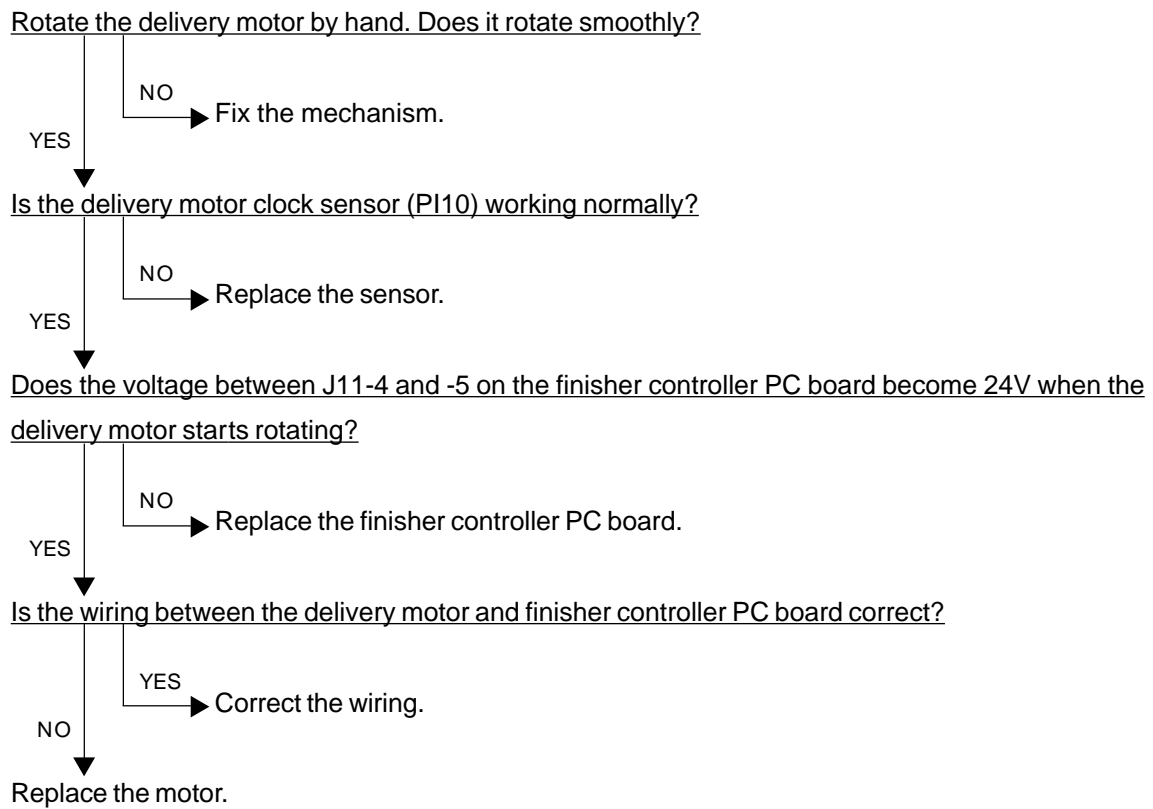 Rotate the delivery motor by hand. Does it rotate smoothly?
NO
Fix the mechanism.
YES
Is the delivery motor clock sensor (PI10) working normally?
NO
Replace the sensor.
YES
Does the voltage between J11-4 and -5 on the finisher controller PC board become 24V when the
delivery motor starts rotating?
NO
Replace the finisher controller PC board.
YES
Is the wiring between the delivery motor and finisher controller PC board correct?
YES
Correct the wiring.
NO
Replace the motor.